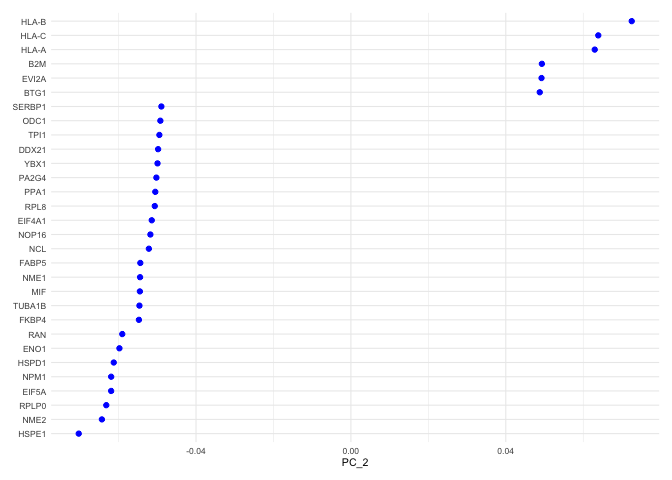 HLA-B
HLA-C
HLA-A
B2M
EVI2A
BTG1
SERBP1
ODC1
TPI1
DDX21
YBX1
PA2G4
PPA1
RPL8
EIF4A1
NOP16
NCL
FABP5
NME1
MIF
TUBA1B
FKBP4
RAN
ENO1
HSPD1
NPM1
EIF5A
RPLP0
NME2
HSPE1
-0.04 0.00 0.04
PC_2